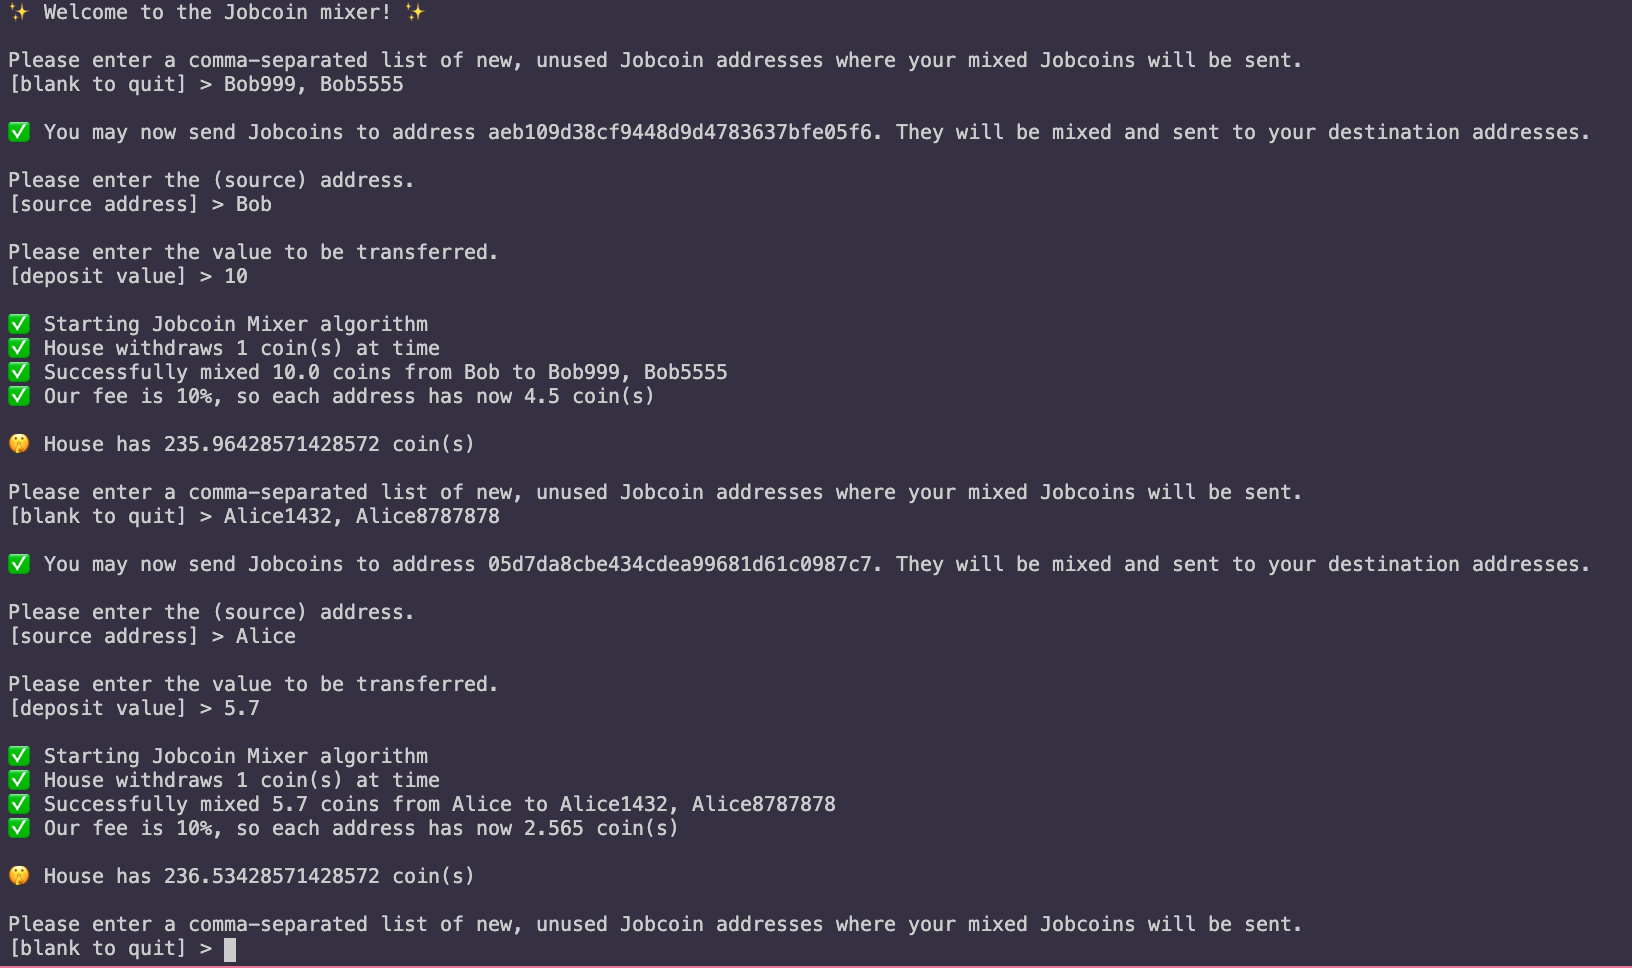 ✨ Welcome to the Jobcoin mixer! ✨
Please enter a comma-separated list of new, unused Jobcoin addresses where your mixed Jobcoins will be sent.
[blank to quit] > Bob999, Bob5555
✅ You may now send Jobcoins to address aeb109d38cf9448d9d4783637bfe05f6. They will be mixed and sent to your destination addresses.
Please enter the (source) address.
[source address] > Bob
Please enter the value to be transferred.
[deposit value] > 10
✅ Starting Jobcoin Mixer algorithm
✅ House withdraws 1 coin(s) at time
✅ Successfully mixed 10.0 coins from Bob to Bob999, Bob5555
✅ Our fee is 10%, so each address has now 4.5 coin(s)
🤫 House has 235.96428571428572 coin(s)
Please enter a comma-separated list of new, unused Jobcoin addresses where your mixed Jobcoins will be sent.
[blank to quit] > Alice1432, Alice8787878
✅ You may now send Jobcoins to address 05d7da8cbe434cdea99681d61c0987c7. They will be mixed and sent to your destination addresses.
Please enter the (source) address.
[source address] > Alice
Please enter the value to be transferred.
[deposit value] > 5.7
✅ Starting Jobcoin Mixer algorithm
✅ House withdraws 1 coin(s) at time
✅ Successfully mixed 5.7 coins from Alice to Alice1432, Alice8787878
✅ Our fee is 10%, so each address has now 2.565 coin(s)
🤫 House has 236.53428571428572 coin(s)
Please enter a comma-separated list of new, unused Jobcoin addresses where your mixed Jobcoins will be sent.
[blank to quit] >